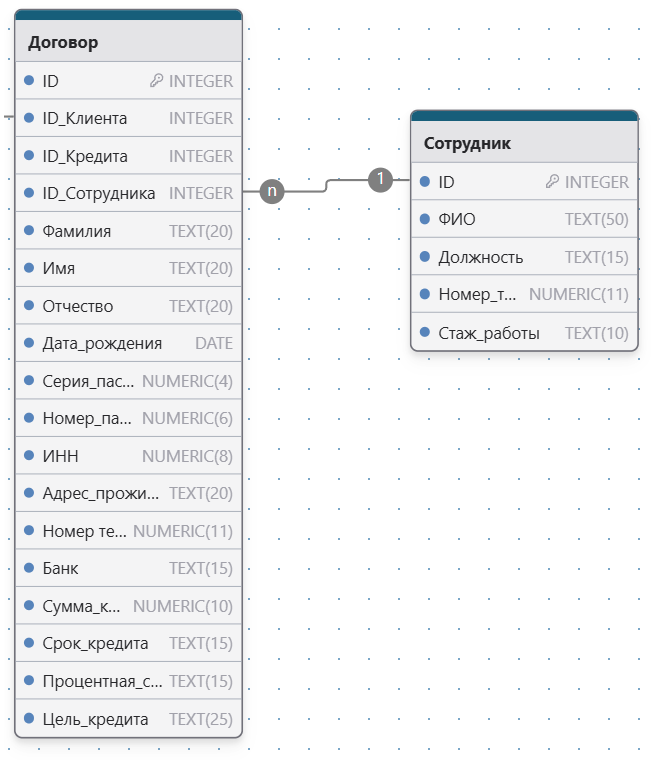 Договор
ID INTEGER
ID_Клиента INTEGER
ID_Кредита INTEGER
ID_Сотрудника INTEGER
Фамилия TEXT(20)
Имя TEXT(20)
Отчество TEXT(20)
Дата_рождения DATE
Серия_пас... NUMERIC(4)
Номер_па... NUMERIC(6)
ИНН NUMERIC(8)
Адрес_прожи... TEXT(20)
Номер те... NUMERIC(11)
Банк TEXT(15)
Сумма_к... NUMERIC(10)
Срок_кредита TEXT(15)
Процентная_с... TEXT(15)
Цель_кредита TEXT(25)
n
1
Сотрудник
ID INTEGER
ФИО TEXT(50)
Должность TEXT(15)
Номер_т... NUMERIC(11)
Стаж_работы TEXT(10)